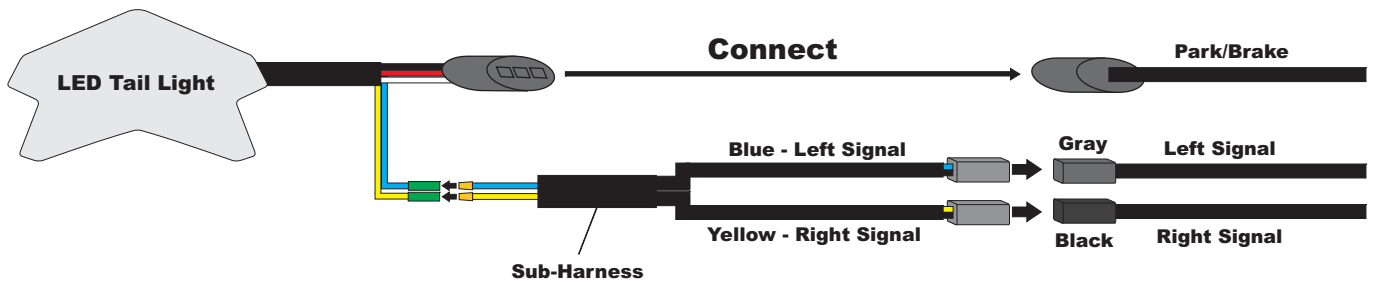 Connect
Park/Brake
LED Tail Light
Blue - Left Signal
Gray
Left Signal
Yellow - Right Signal
Black
Right Signal
Sub-Harness